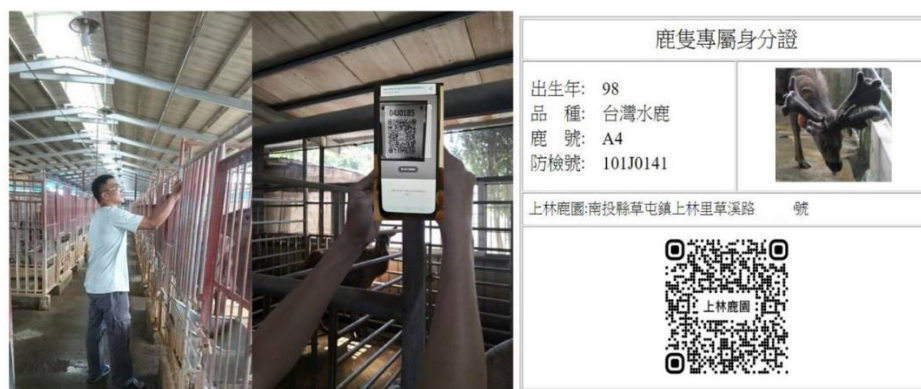 04J0185
鹿隻專屬身分證
出生年: 98
品 種: 台灣水鹿
鹿 號: A4
防檢號: 101J0141
上林鹿園:南投縣草屯鎮上林里草溪路 號
上林鹿園